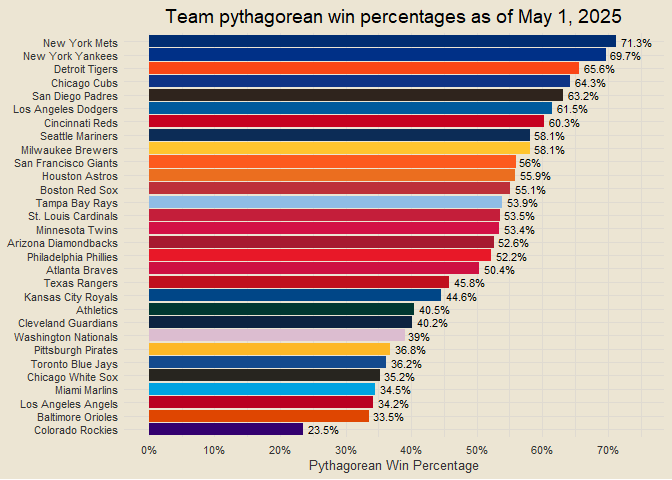 Team pythagorean win percentages as of May 1, 2025
New York Mets 71.3%
New York Yankees 69.7%
Detroit Tigers 65.6%
Chicago Cubs 64.3%
San Diego Padres 63.2%
Los Angeles Dodgers 61.5%
Cincinnati Reds 60.3%
Seattle Mariners 58.1%
Milwaukee Brewers 58.1%
San Francisco Giants 56%
Houston Astros 55.9%
Boston Red Sox 55.1%
Tampa Bay Rays 53.9%
St. Louis Cardinals 53.5%
Minnesota Twins 53.4%
Arizona Diamondbacks 52.6%
Philadelphia Phillies 52.2%
Atlanta Braves 50.4%
Texas Rangers 45.8%
Kansas City Royals 44.6%
Athletics 40.5%
Cleveland Guardians 40.2%
Washington Nationals 39%
Pittsburgh Pirates 36.8%
Toronto Blue Jays 36.2%
Chicago White Sox 35.2%
Miami Marlins 34.5%
Los Angeles Angels 34.2%
Baltimore Orioles 33.5%
Colorado Rockies 23.5%
0% 10% 20% 30% 40% 50% 60% 70%
Pythagorean Win Percentage